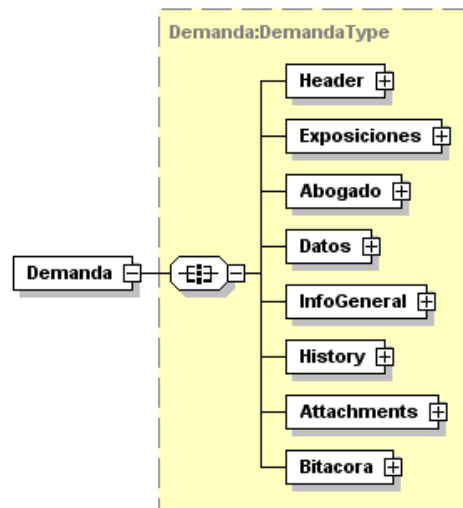 Demanda:DemandaType
Header
Exposiciones
Abogado
Datos
Demanda
InfoGeneral
History
Attachments
Bitacora